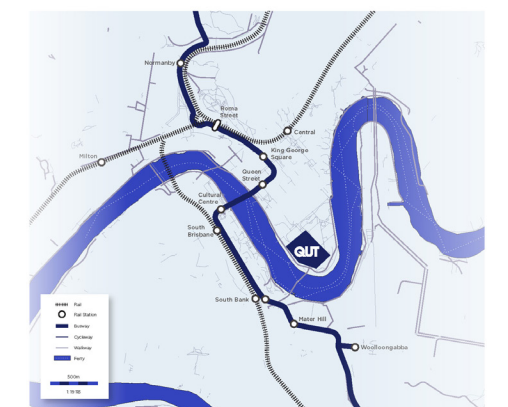 Normanby
Roma
Street
Central
King George
Square
Milton
Queen
Street
Cultural
Centre
South
Brisbane
QUT
South Bank
Mater Hill
Woolloongabba
Rail
Rail Station
Busway
Cycleway
Walkway
Ferry
500m